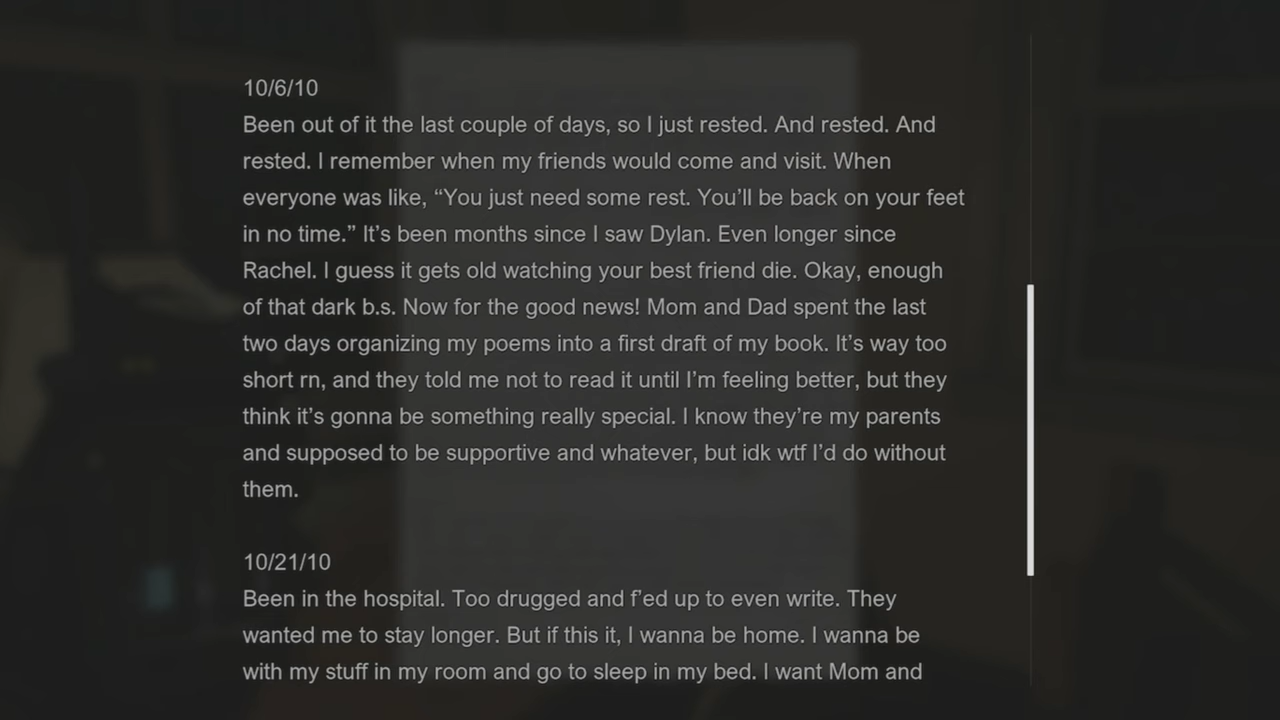 10/6/10
Been out of it the last couple of days, so I just rested. And rested. And
rested. I remember when my friends would come and visit. When
everyone was like, “You just need some rest. You’ll be back on your feet
in no time.” It’s been months since I saw Dylan. Even longer since
Rachel. I guess it gets old watching your best friend die. Okay, enough
of that dark b.s. Now for the good news! Mom and Dad spent the last
two days organizing my poems into a first draft of my book. It’s way too
short rn, and they told me not to read it until I’m feeling better, but they
think it’s gonna be something really special. I know they’re my parents
and supposed to be supportive and whatever, but idk wtf I’d do without
them.
10/21/10
Been in the hospital. Too drugged and f’ed up to even write. They
wanted me to stay longer. But if this it, I wanna be home. I wanna be
with my stuff in my room and go to sleep in my bed. I want Mom and